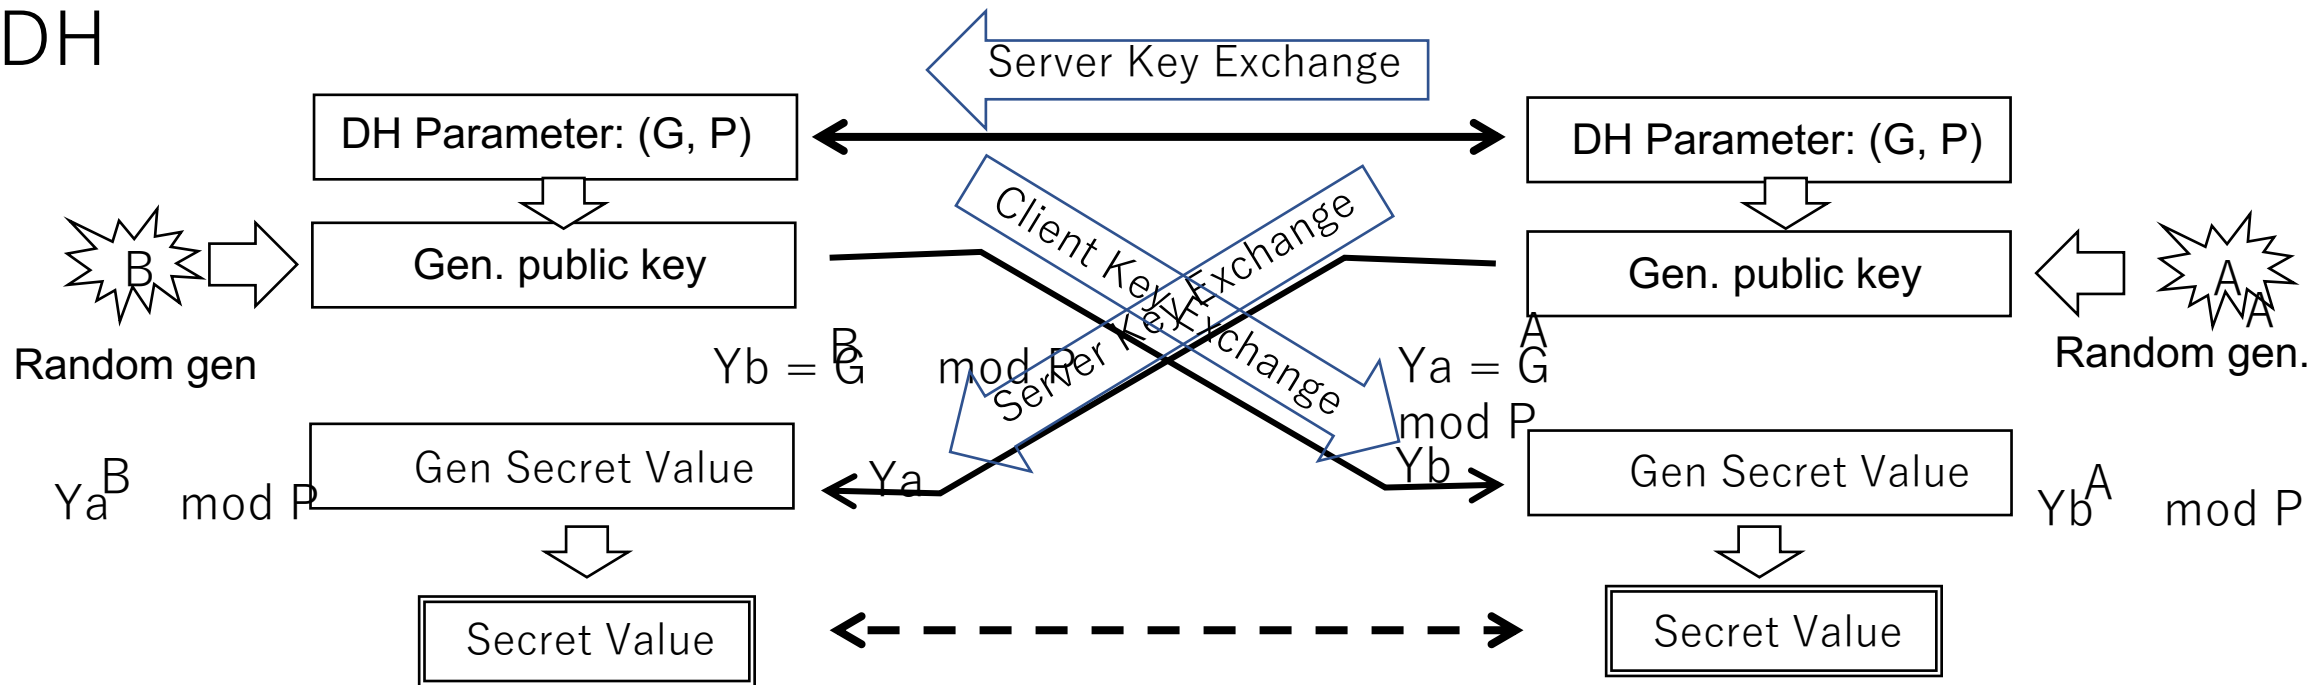 DH
Server Key Exchange
DH Parameter: (G, P)
DH Parameter: (G, P)
Client Key Exchange
Server Key Exchange
B
Gen. public key
Gen. public key
A
A
Random gen
Yb = G
B
mod P
Ya = G
A
mod P
Random gen.
Ya
B
mod P
Gen Secret Value
Ya
Yb
Gen Secret Value
Yb
A
mod P
Secret Value
Secret Value